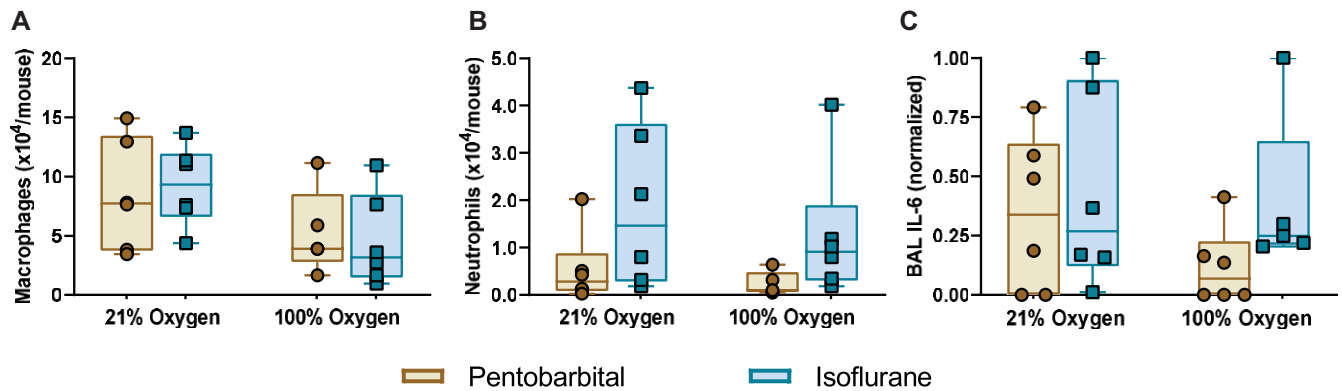 A
B
C
Macrophages (x10⁴/mouse)
20
15
10
5
0
21% Oxygen
100% Oxygen
Neutrophils (x10⁴/mouse)
5.0
4.0
3.0
2.0
1.0
0.0
21% Oxygen
100% Oxygen
BAL IL-6 (normalized)
1.00
0.75
0.50
0.25
0.00
21% Oxygen
100% Oxygen
Pentobarbital
Isoflurane